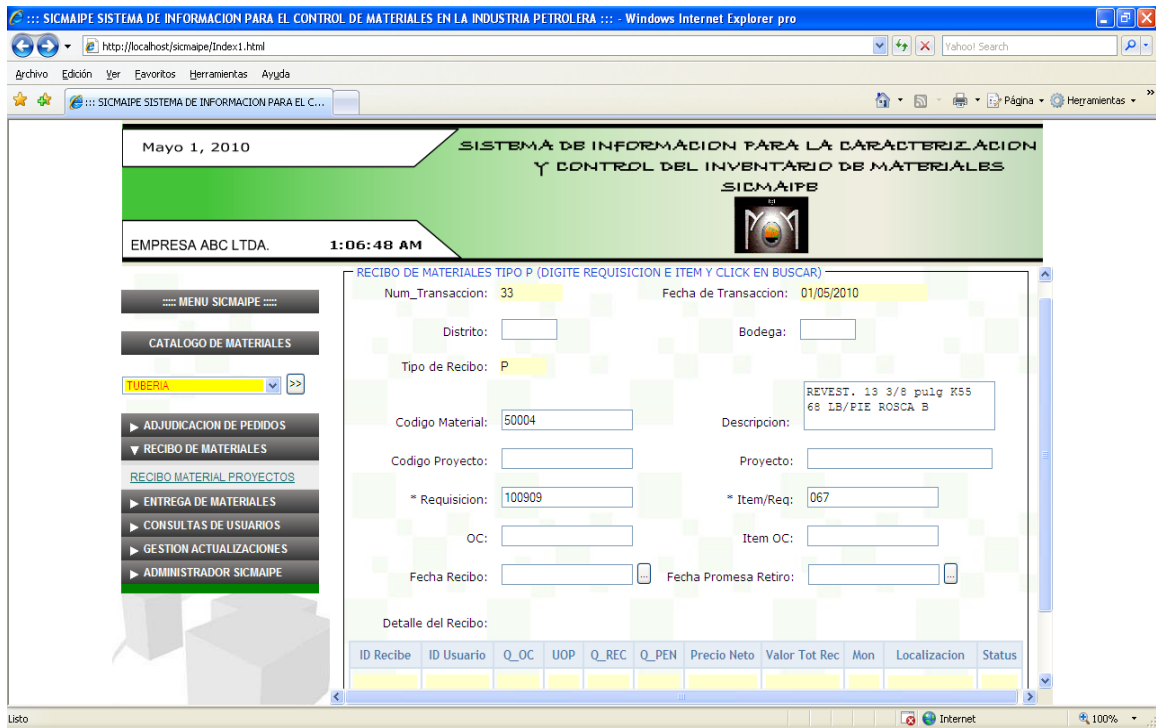 ::: SICMAIPE SISTEMA DE INFORMACION PARA EL CONTROL DE MATERIALES EN LA INDUSTRIA PETROLERA ::: - Windows Internet Explorer pro
http://localhost/sicmaipe/Index1.html
Yahoo! Search
Archivo Edición Ver Favoritos Herramientas Ayuda
::: SICMAIPE SISTEMA DE INFORMACION PARA EL C...
Página Herramientas »
Mayo 1, 2010
SISTEMA DE INFORMACION PARA LA CARACTERIZACION
Y CONTROL DEL INVENTARIO DE MATERIALES
SICMAIPE
EMPRESA ABC LTDA. 1:06:48 AM
::::: MENU SICMAIPE :::::
CATALOGO DE MATERIALES
TUBERIA >>
ADJUDICACION DE PEDIDOS
RECIBO DE MATERIALES
RECIBO MATERIAL PROYECTOS
ENTREGA DE MATERIALES
CONSULTAS DE USUARIOS
GESTION ACTUALIZACIONES
ADMINISTRADOR SICMAIPE
RECIBO DE MATERIALES TIPO P (DIGITE REQUISICION E ITEM Y CLICK EN BUSCAR)
Num_Transaccion: 33 Fecha de Transaccion: 01/05/2010
Distrito: Bodega:
Tipo de Recibo: P
Codigo Material: 50004 Descripcion: REVEST. 13 3/8 pulg K55
68 LB/PIE ROSCA B
Codigo Proyecto: Proyecto:
* Requisicion: 100909 * Item/Req: 067
OC: Item OC:
Fecha Recibo: ... Fecha Promesa Retiro: ...
Detalle del Recibo:
ID Recibe ID Usuario Q_OC UOP Q_REC Q_PEN Precio Neto Valor Tot Rec Mon Localizacion Status
Listo Internet 100%